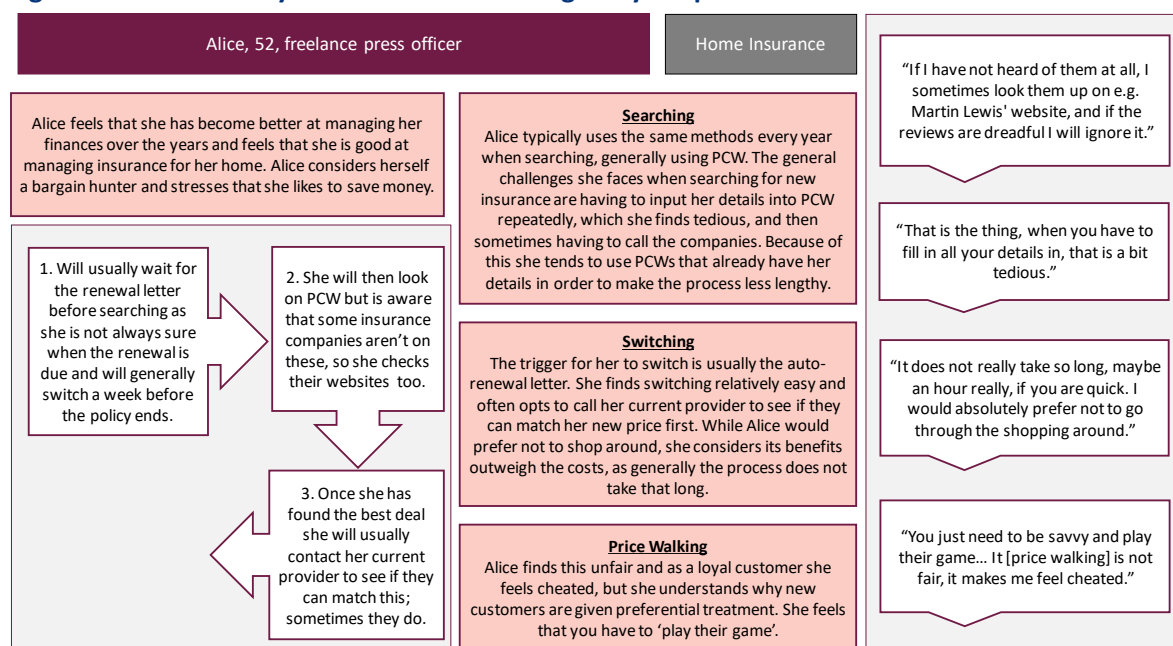 Alice, 52, freelance press officer
Home Insurance
Alice feels that she has become better at managing her
finances over the years and feels that she is good at
managing insurance for her home. Alice considers herself
a bargain hunter and stresses that she likes to save money.
1. Will usually wait for
the renewal letter
before searching as
she is not always sure
when the renewal is
due and will generally
switch a week before
the policy ends.
2. She will then look
on PCW but is aware
that some insurance
companies aren't on
these, so she checks
their websites too.
3. Once she has
found the best deal
she will usually
contact her current
provider to see if they
can match this;
sometimes they do.
Searching
Alice typically uses the same methods every year
when searching, generally using PCW. The general
challenges she faces when searching for new
insurance are having to input her details into PCW
repeatedly, which she finds tedious, and then
sometimes having to call the companies. Because of
this she tends to use PCWs that already have her
details in order to make the process less lengthy.
Switching
The trigger for her to switch is usually the auto-
renewal letter. She finds switching relatively easy and
often opts to call her current provider to see if they
can match her new price first. While Alice would
prefer not to shop around, she considers its benefits
outweigh the costs, as generally the process does not
take that long.
Price Walking
Alice finds this unfair and as a loyal customer she
feels cheated, but she understands why new
customers are given preferential treatment. She feels
that you have to 'play their game'.
"If I have not heard of them at all, I
sometimes look them up on e.g.
Martin Lewis' website, and if the
reviews are dreadful I will ignore it."
"That is the thing, when you have to
fill in all your details in, that is a bit
tedious."
"It does not really take so long, maybe
an hour really, if you are quick. I
would absolutely prefer not to go
through the shopping around."
"You just need to be savvy and play
their game… It [price walking] is not
fair, it makes me feel cheated."